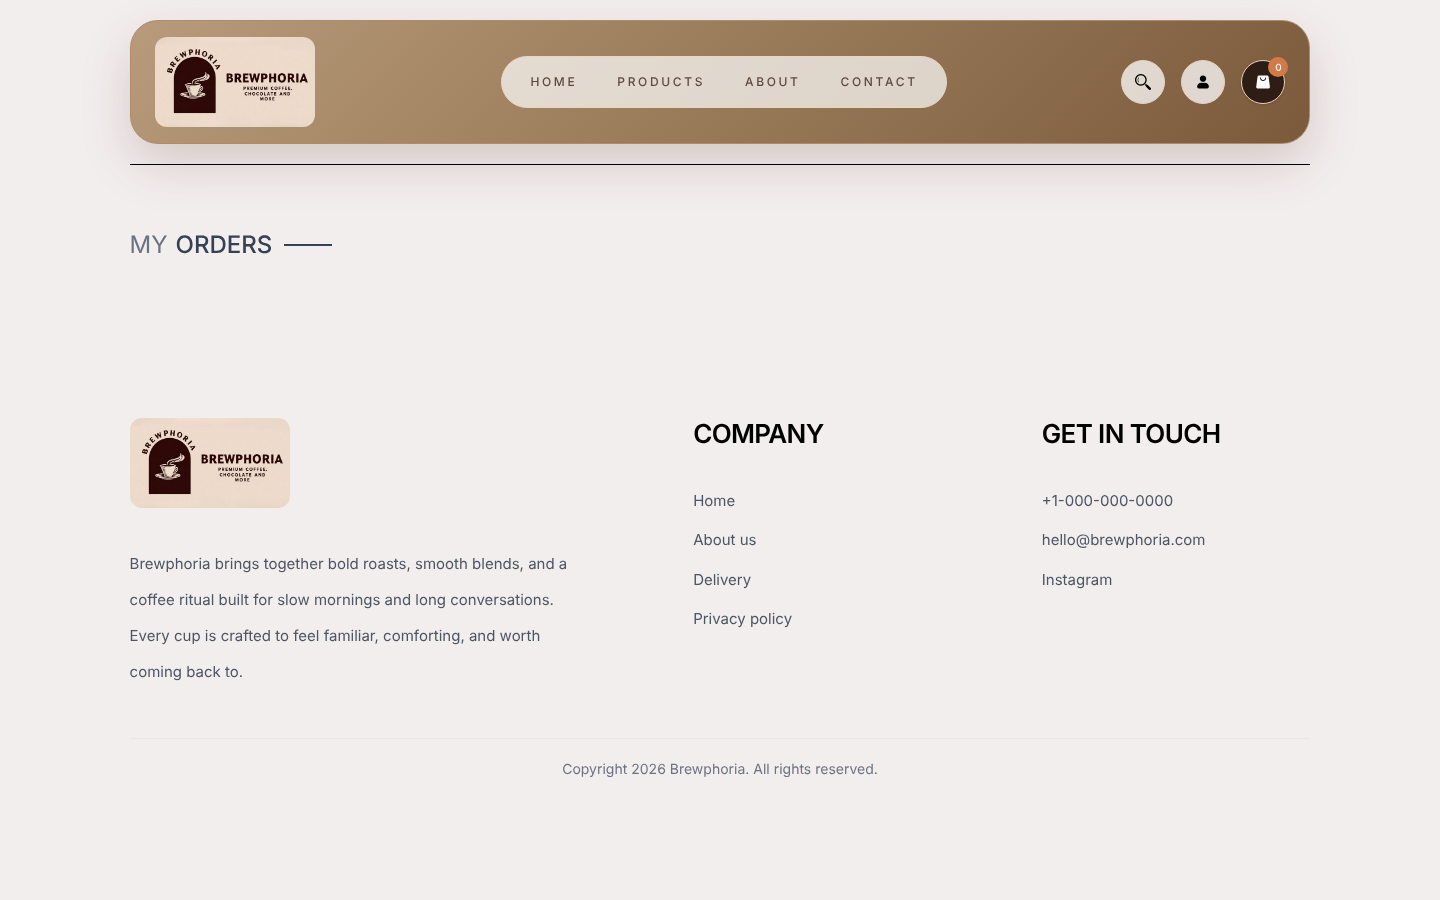 BREWPHORIA
BREWPHORIA
PREMIUM COFFEE,
CHOCOLATE AND
MORE
HOME PRODUCTS ABOUT CONTACT
0
MY ORDERS
BREWPHORIA
BREWPHORIA
PREMIUM COFFEE,
CHOCOLATE AND
MORE
Brewphoria brings together bold roasts, smooth blends, and a
coffee ritual built for slow mornings and long conversations.
Every cup is crafted to feel familiar, comforting, and worth
coming back to.
COMPANY
Home
About us
Delivery
Privacy policy
GET IN TOUCH
+1-000-000-0000
hello@brewphoria.com
Instagram
Copyright 2026 Brewphoria. All rights reserved.